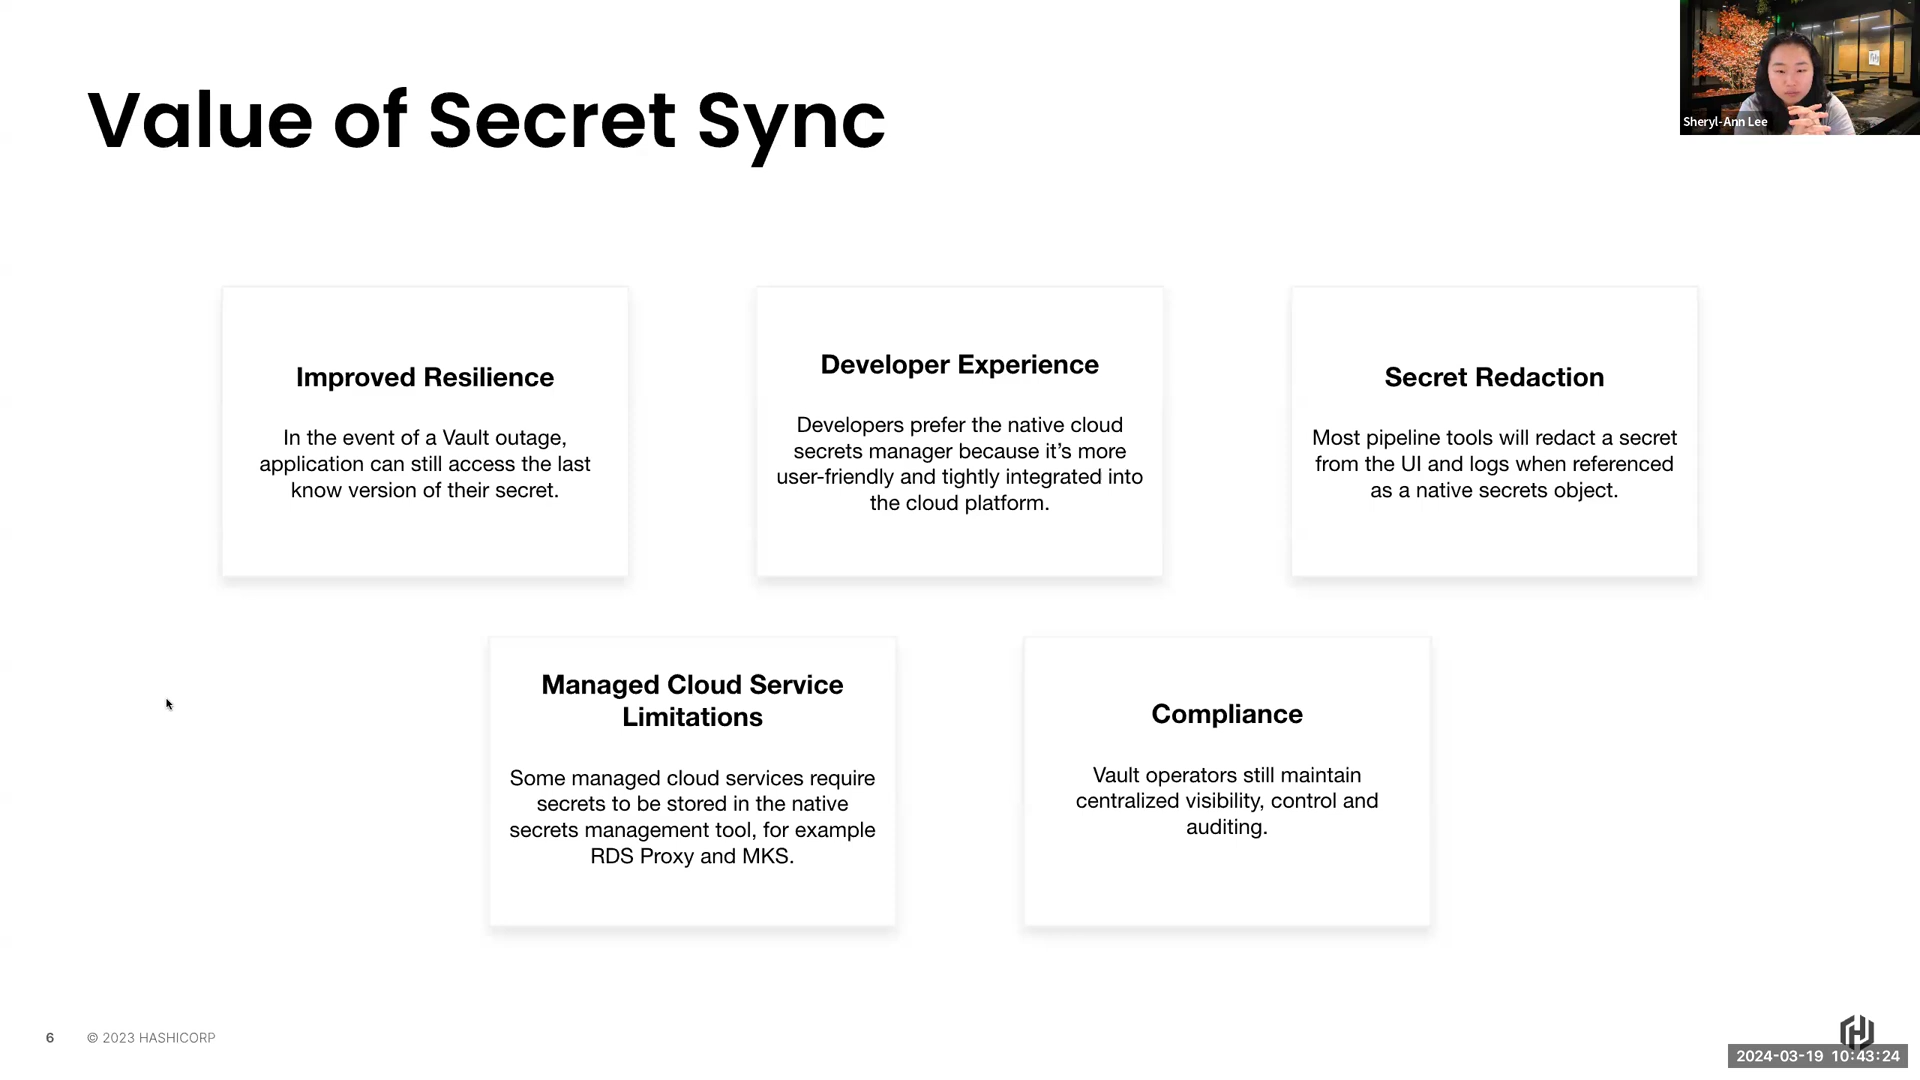 Value of Secret Sync
Sheryl-Ann Lee
Improved Resilience
In the event of a Vault outage,
application can still access the last
know version of their secret.
Developer Experience
Developers prefer the native cloud
secrets manager because it’s more
user-friendly and tightly integrated into
the cloud platform.
Secret Redaction
Most pipeline tools will redact a secret
from the UI and logs when referenced
as a native secrets object.
Managed Cloud Service
Limitations
Some managed cloud services require
secrets to be stored in the native
secrets management tool, for example
RDS Proxy and MKS.
Compliance
Vault operators still maintain
centralized visibility, control and
auditing.
6
© 2023 HASHICORP
2024-03-19 10:43:24